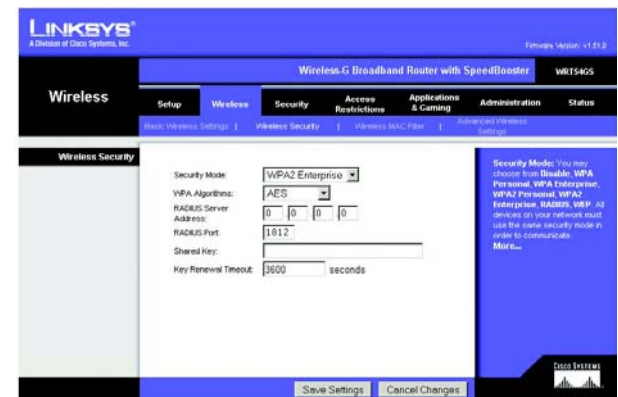 LINKSYS®
A Division of Cisco Systems, Inc.
Firmware Version: v1.51.0
Wireless-G Broadband Router with SpeedBooster
WRT54GS
Wireless
Setup
Wireless
Security
Access
Restrictions
Applications
& Gaming
Administration
Status
Basic Wireless Settings |
Wireless Security
|
Wireless MAC Filter
|
Advanced Wireless
Settings
Wireless Security
Security Mode: WPA2 Enterprise
WPA Algorithms: AES
RADIUS Server
Address: 0 0 0 0
RADIUS Port: 1812
Shared Key:
Key Renewal Timeout: 3600 seconds
Security Mode: You may
choose from Disable, WPA
Personal, WPA Enterprise,
WPA2 Personal, WPA2
Enterprise, RADIUS, WEP. All
devices on your network must
use the same security mode in
order to communicate.
More...
Save Settings
Cancel Changes
CISCO SYSTEMS